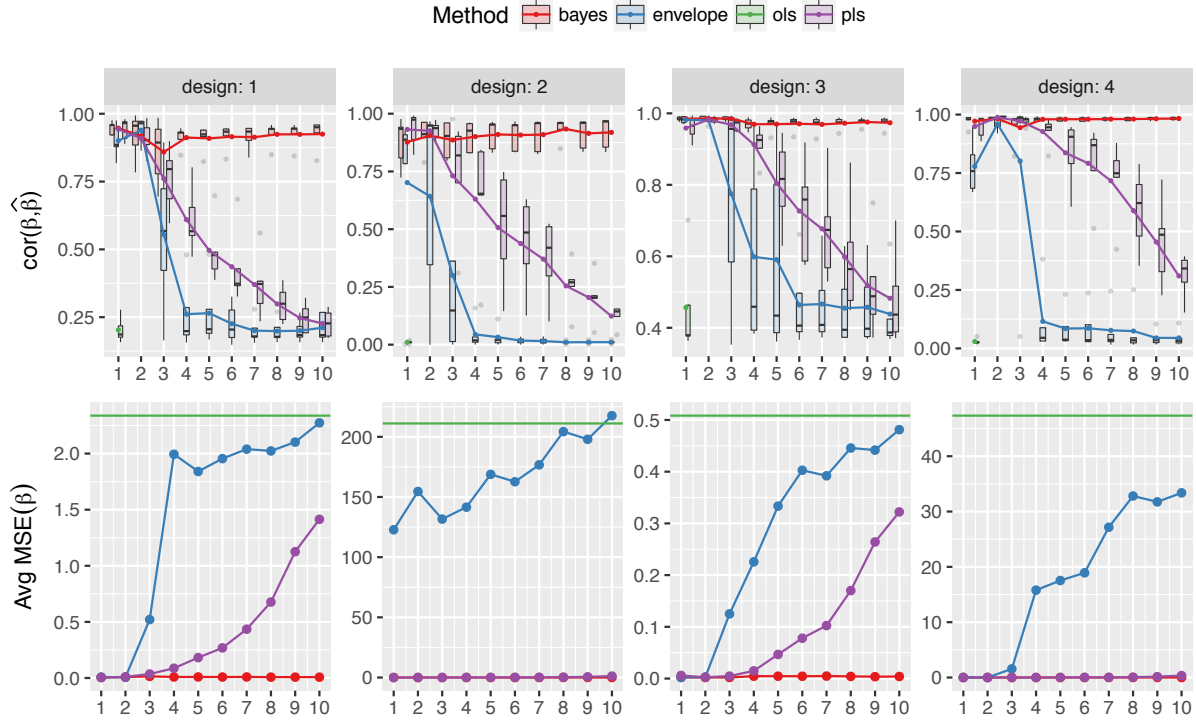 Method bayes envelope ols pls
design: 1 design: 2 design: 3 design: 4
cor(β,β̂)
1.00 0.75 0.50 0.25
1.00 0.75 0.50 0.25 0.00
1.0 0.8 0.6 0.4
1.00 0.75 0.50 0.25 0.00
1 2 3 4 5 6 7 8 9 10 1 2 3 4 5 6 7 8 9 10 1 2 3 4 5 6 7 8 9 10 1 2 3 4 5 6 7 8 9 10
Avg MSE(β)
2.0 1.5 1.0 0.5 0.0
200 150 100 50 0
0.5 0.4 0.3 0.2 0.1 0.0
40 30 20 10 0
1 2 3 4 5 6 7 8 9 10 1 2 3 4 5 6 7 8 9 10 1 2 3 4 5 6 7 8 9 10 1 2 3 4 5 6 7 8 9 10